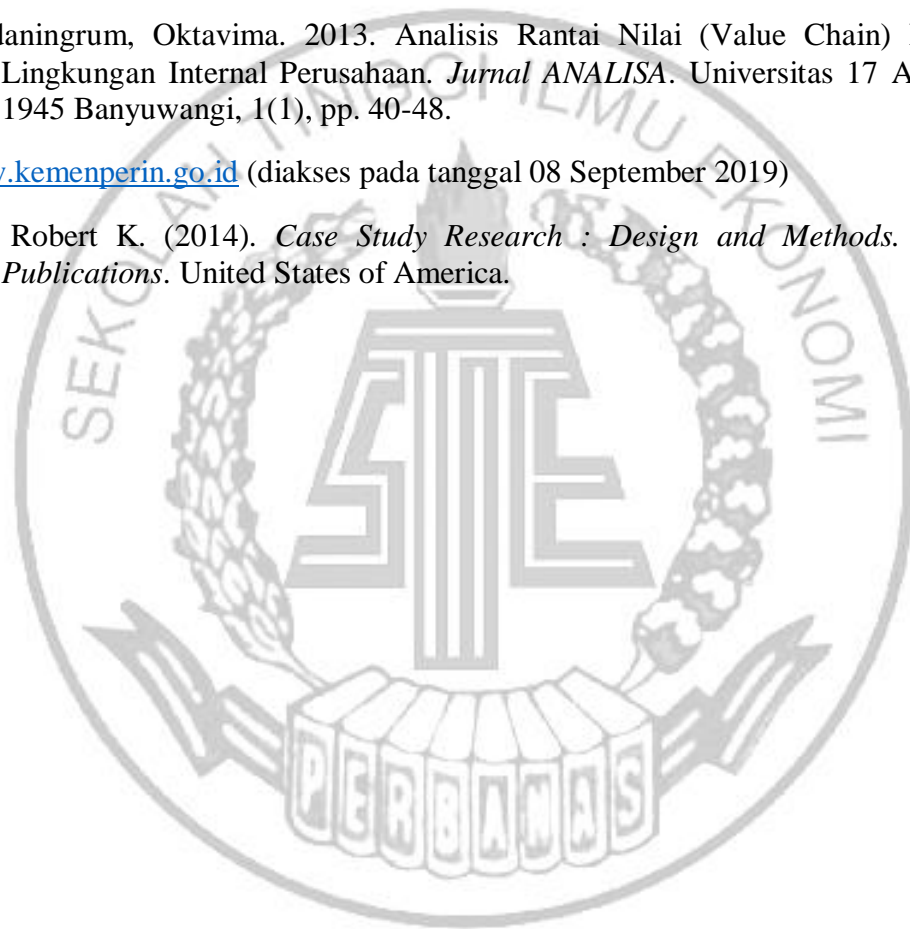 daningrum, Oktavima. 2013. Analisis Rantai Nilai (Value Chain)
Lingkungan Internal Perusahaan. Jurnal ANALISA. Universitas 17 A
1945 Banyuwangi, 1(1), pp. 40-48.
.kemenperin.go.id (diakses pada tanggal 08 September 2019)
Robert K. (2014). Case Study Research : Design and Methods.
Publications. United States of America.
SEKOLAH TINGGI ILMU EKONOMI
STIE
PERBANAS